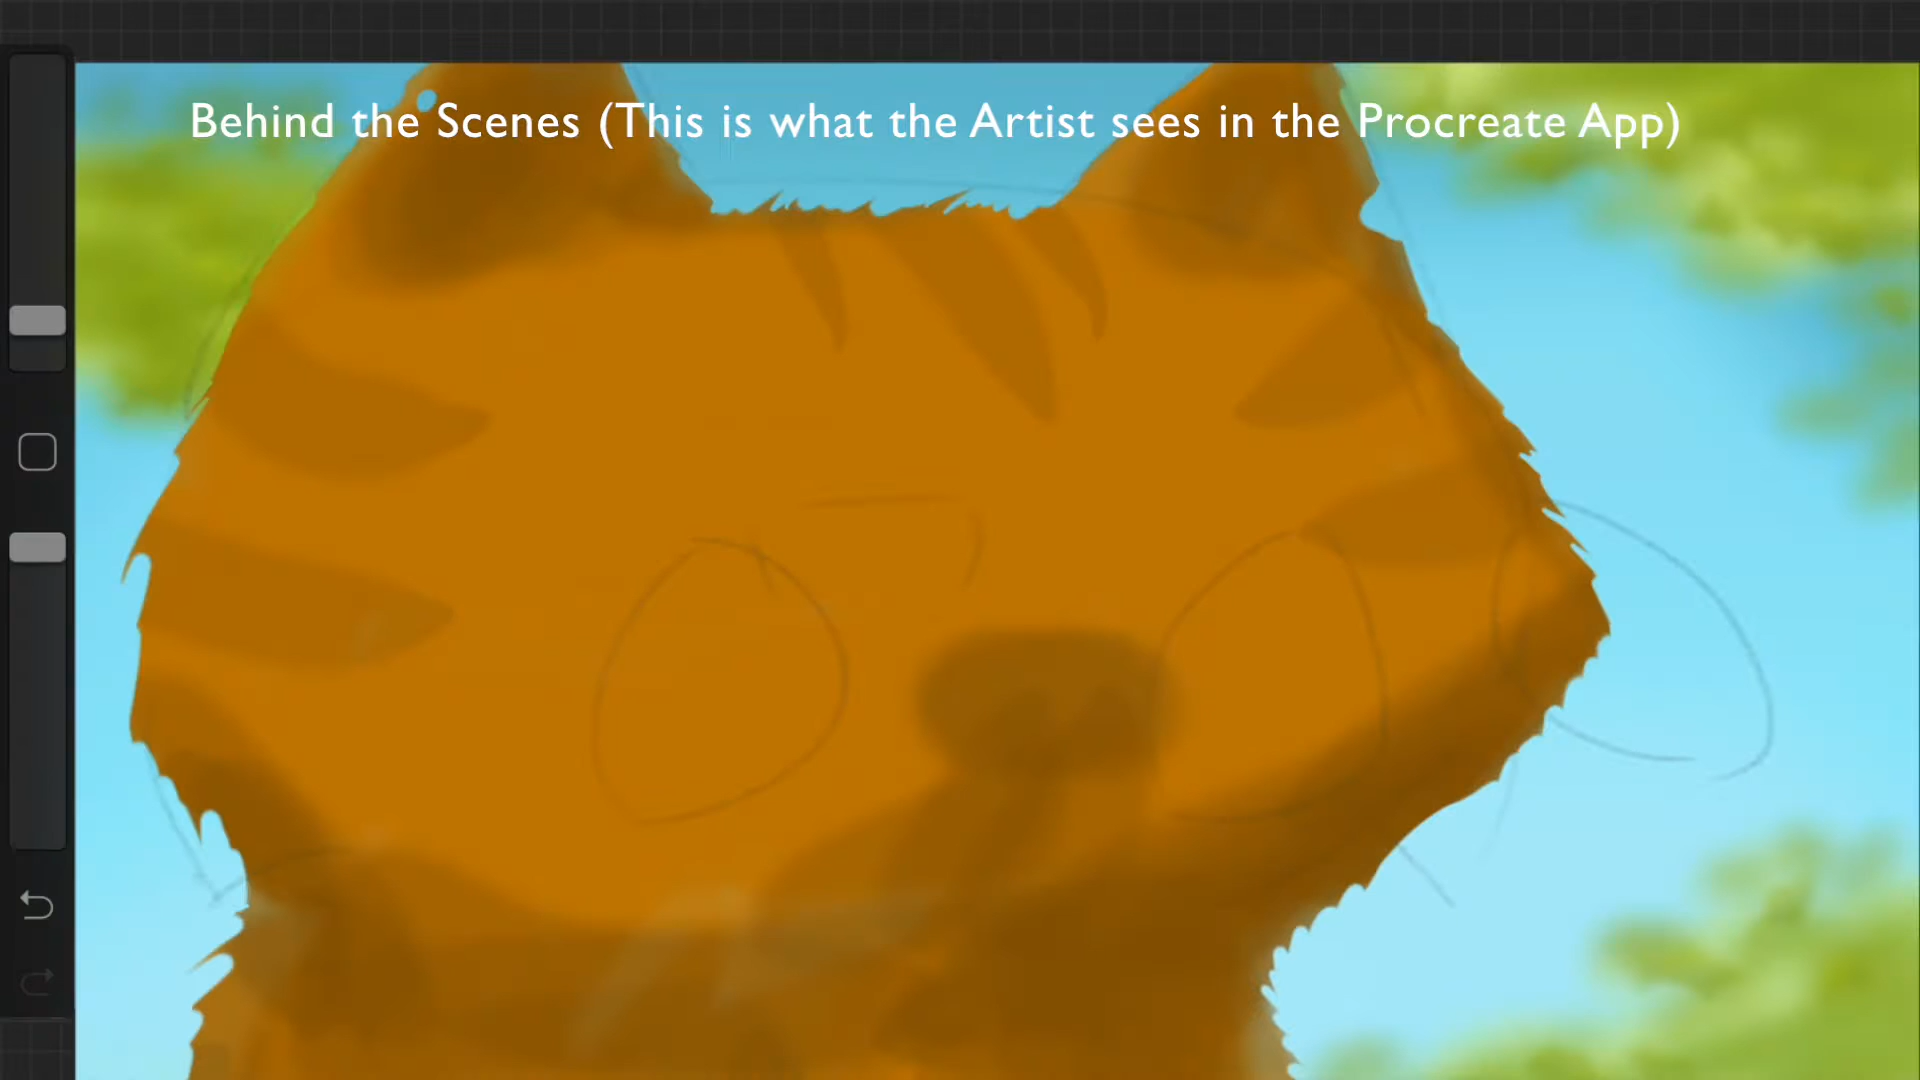 Behind the Scenes (This is what the Artist sees in the Procreate App)